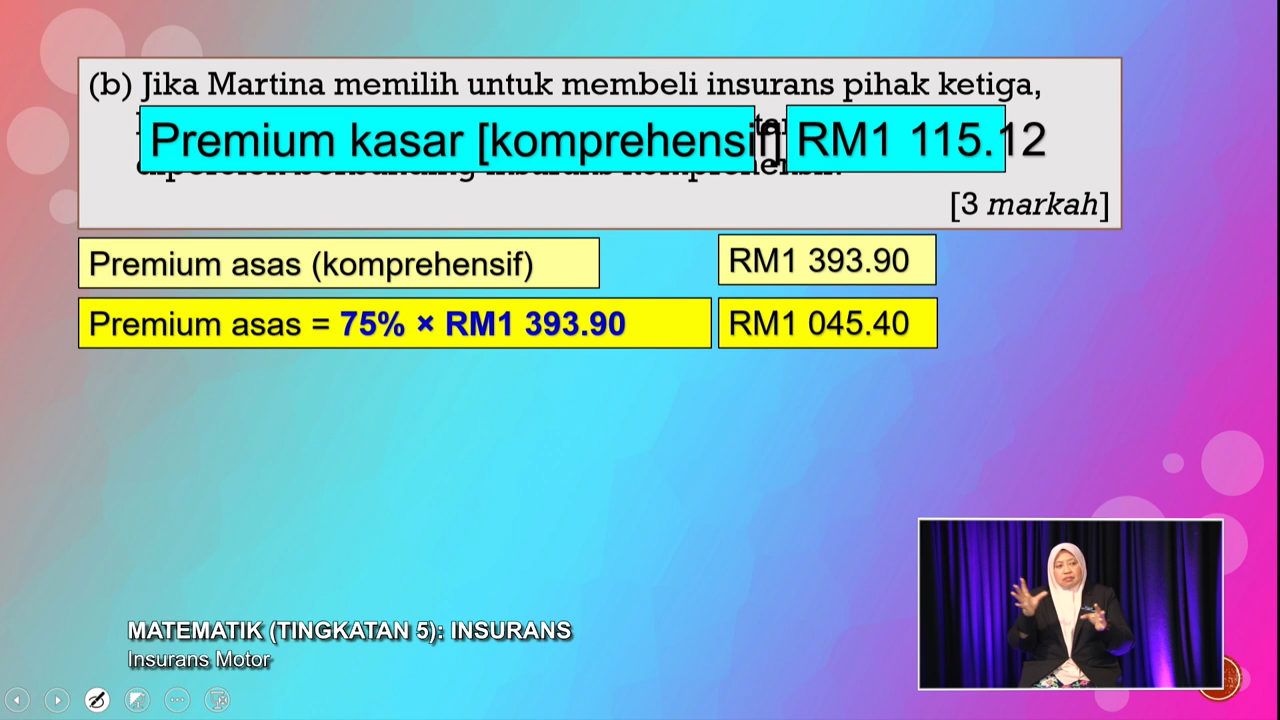 (b) Jika Martina memilih untuk membeli insurans pihak ketiga,
Premium kasar [komprehensif] RM1 115.12
[3 markah]
Premium asas (komprehensif) RM1 393.90
Premium asas = 75% × RM1 393.90 RM1 045.40
MATEMATIK (TINGKATAN 5): INSURANS
Insurans Motor